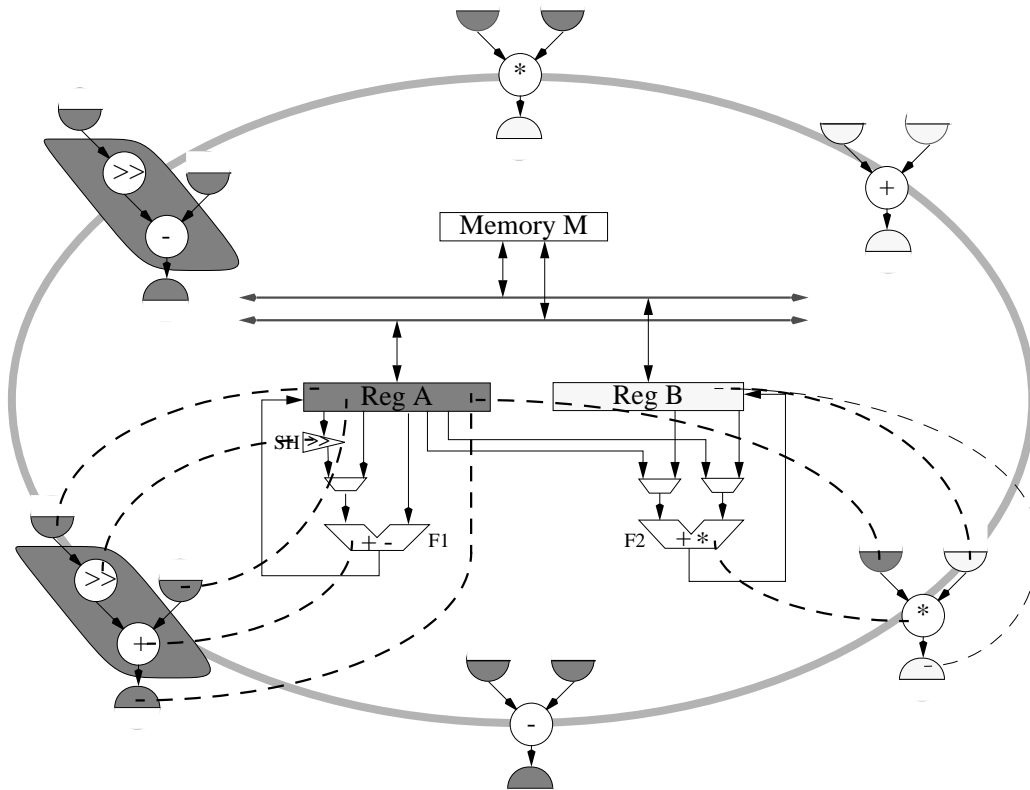 *
>>
+
-
Memory M
Reg A
Reg B
SH
>>
+ -
F1
F2
+ *
>>
*
+
-